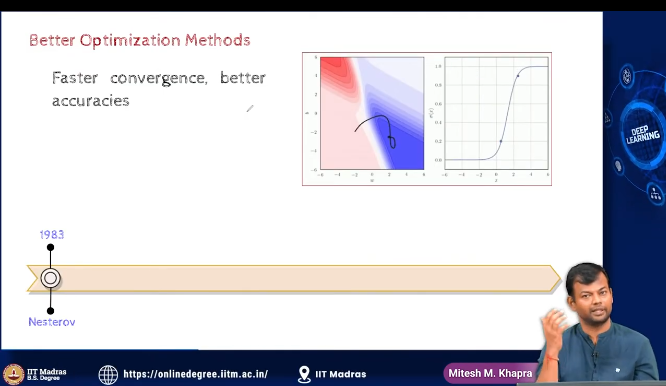 Better Optimization Methods
Faster convergence, better
accuracies
1983
Nesterov
DEEP
LEARNING
IIT Madras
B.S. Degree
https://onlinedegree.iitm.ac.in/
IIT Madras
Mitesh M. Khapra